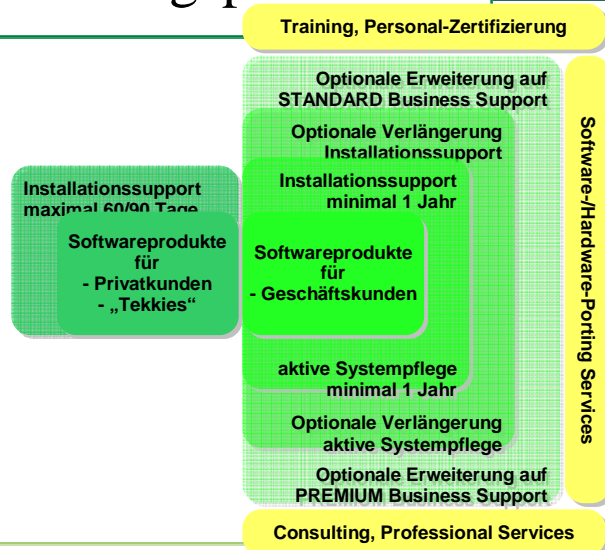 Training, Personal-Zertifizierung
Optionale Erweiterung auf
STANDARD Business Support
Optionale Verlängerung
Installationssupport
Installationssupport
minimal 1 Jahr
Installationssupport
maximal 60/90 Tage
Softwareprodukte
für
- Privatkunden
- „Tekkies“
Softwareprodukte
für
- Geschäftskunden
aktive Systempflege
minimal 1 Jahr
Optionale Verlängerung
aktive Systempflege
Optionale Erweiterung auf
PREMIUM Business Support
Software-/Hardware-Porting Services
Consulting, Professional Services